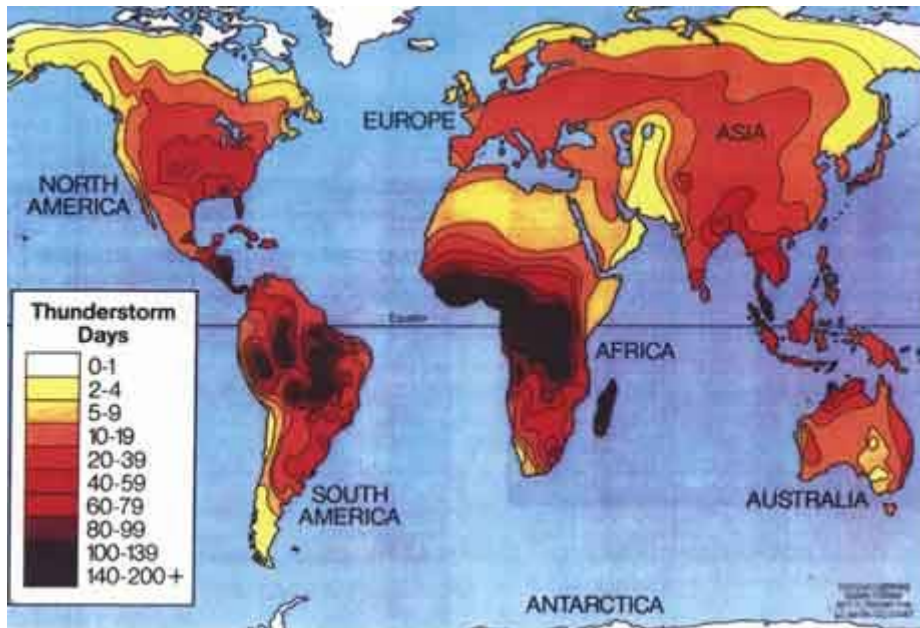 EUROPE
ASIA
NORTH
AMERICA
Thunderstorm
Days
0-1
2-4
5-9
10-19
20-39
40-59
60-79
80-99
100-139
140-200+
Equator
AFRICA
SOUTH
AMERICA
AUSTRALIA
ANTARCTICA